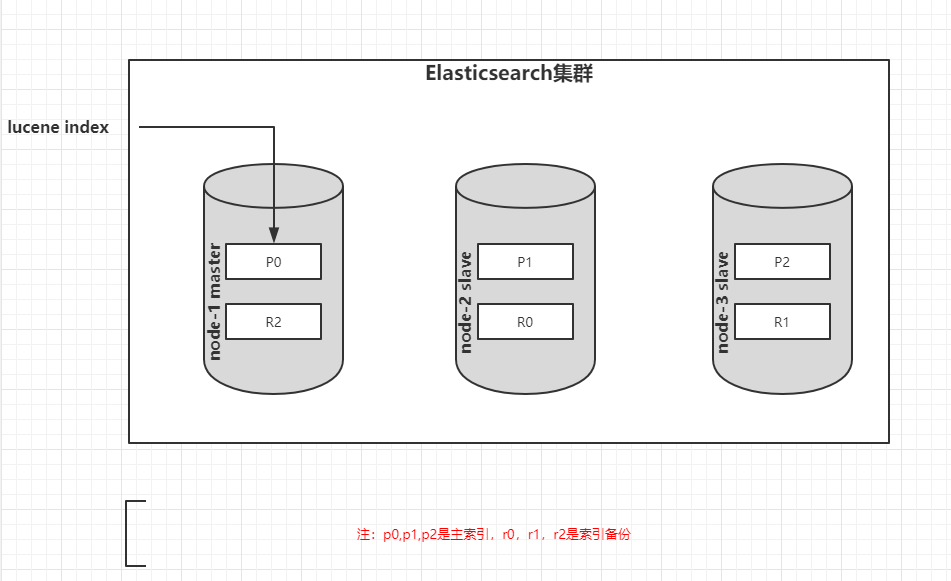 Elasticsearch集群
lucene index
node-1 master
P0
R2
node-2 slave
P1
R0
node-3 slave
P2
R1
注：p0,p1,p2是主索引，r0，r1，r2是索引备份